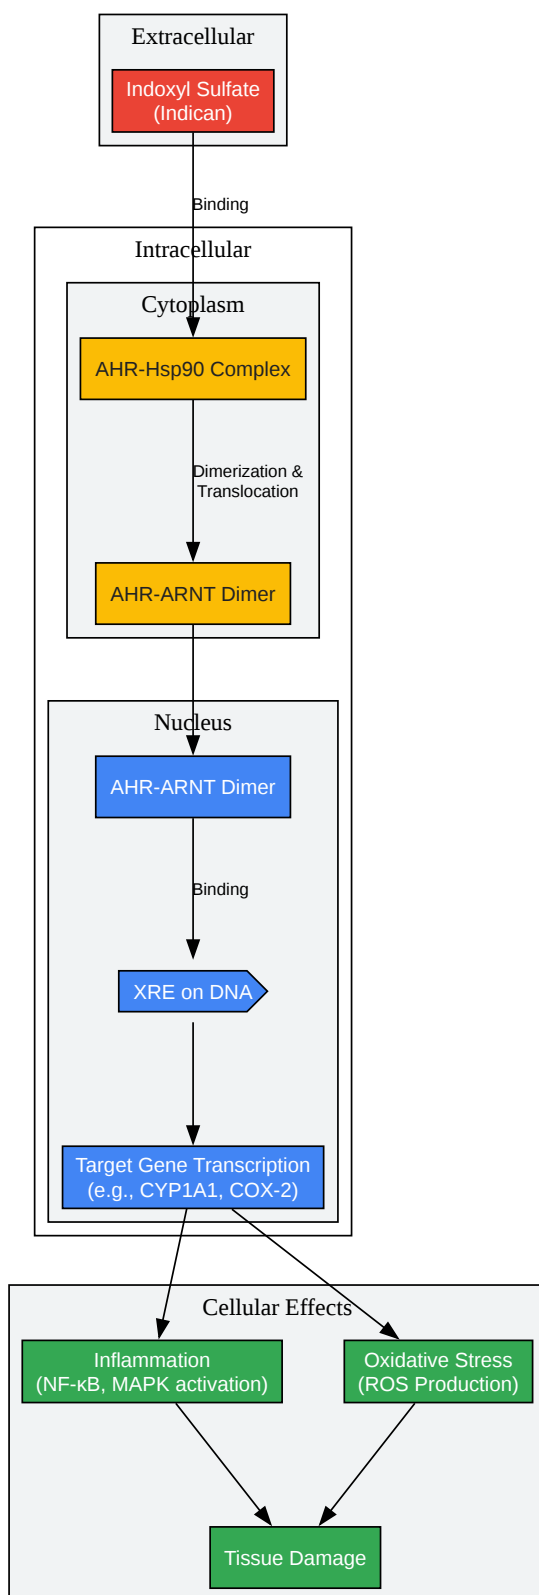 Extracellular
Indoxyl Sulfate
(Indican)
Binding
Intracellular
Cytoplasm
AHR-Hsp90 Complex
Dimerization &
Translocation
AHR-ARNT Dimer
Nucleus
AHR-ARNT Dimer
Binding
XRE on DNA
Target Gene Transcription
(e.g., CYP1A1, COX-2)
Cellular Effects
Inflammation
(NF-κB, MAPK activation)
Oxidative Stress
(ROS Production)
Tissue Damage